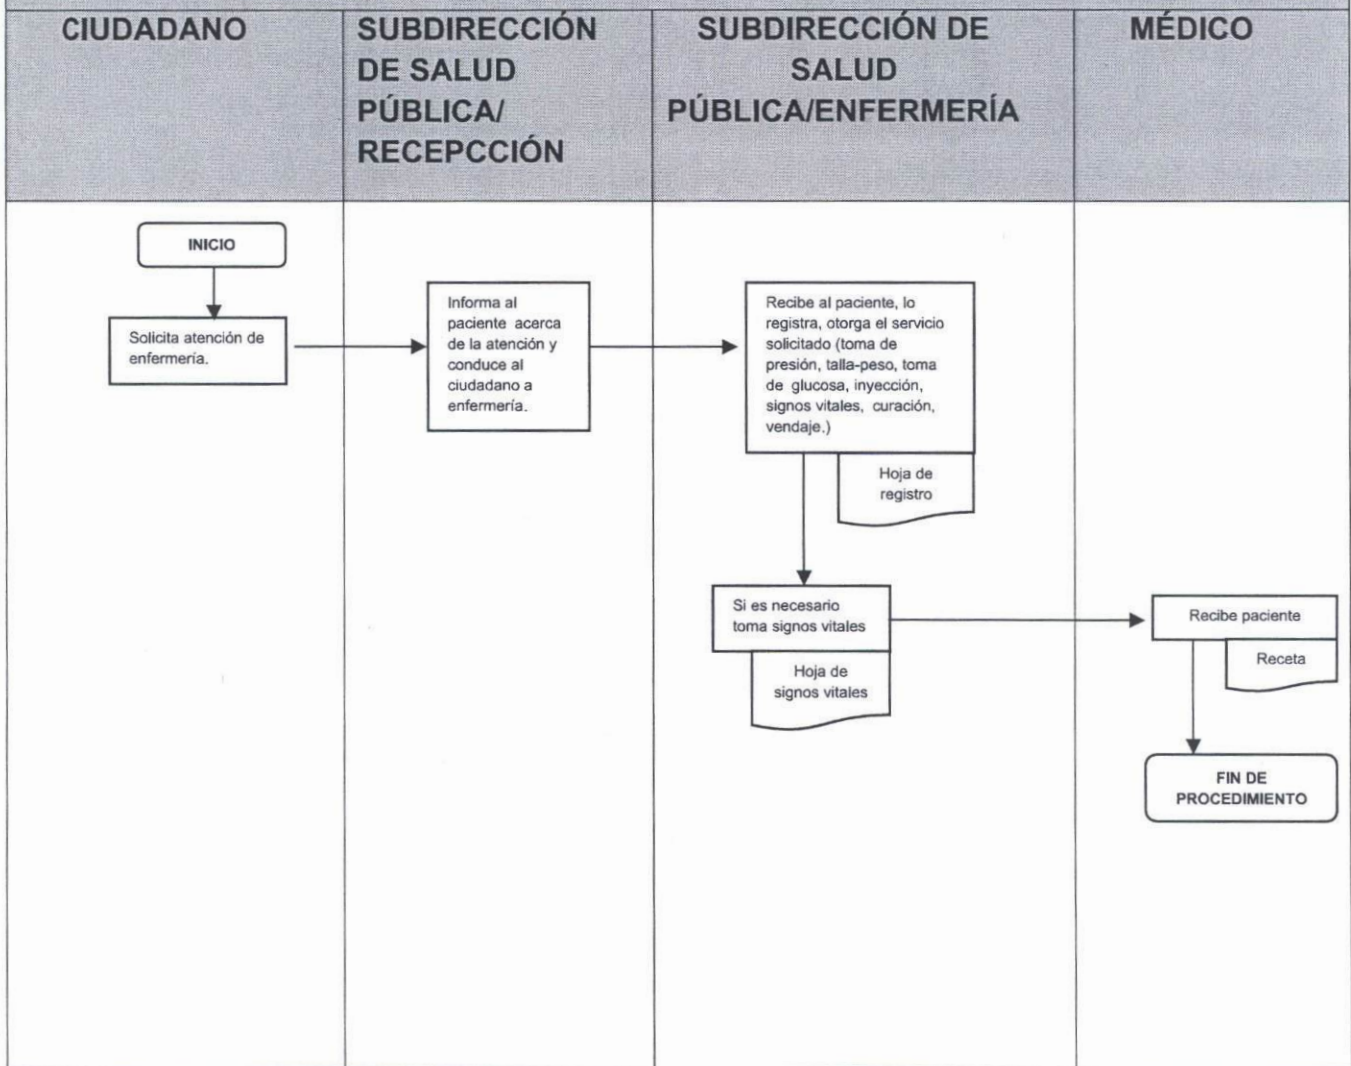 CIUDADANO
SUBDIRECCIÓN
DE SALUD
PÚBLICA/
RECEPCCIÓN
SUBDIRECCIÓN DE
SALUD
PÚBLICA/ENFERMERÍA
MÉDICO
INICIO
Solicita atención de
enfermería.
Informa al
paciente acerca
de la atención y
conduce al
ciudadano a
enfermería.
Recibe al paciente, lo
registra, otorga el servicio
solicitado (toma de
presión, talla-peso, toma
de glucosa, inyección,
signos vitales, curación,
vendaje.)
Hoja de
registro
Si es necesario
toma signos vitales
Hoja de
signos vitales
Recibe paciente
Receta
FIN DE
PROCEDIMIENTO